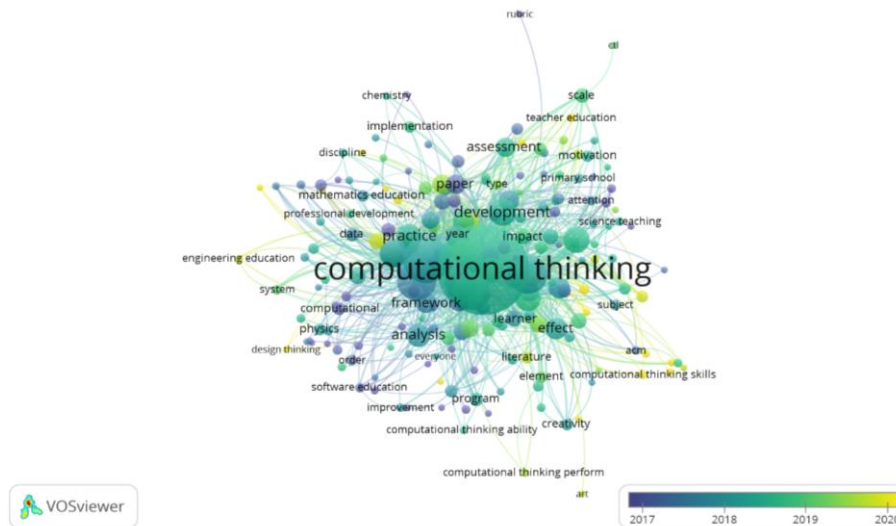 rubric
ctl
chemistry
scale
implementation
teacher education
assessment
discipline
motivation
paper
type
primary school
mathematics education
attention
professional development
development
science teaching
data
practice
year
impact
engineering education
computational thinking
system
computational
framework
subject
physics
learner
analysis
effect
design thinking
order
everyone
literature
acm
element
computational thinking skills
software education
program
improvement
creativity
computational thinking ability
computational thinking perform
art
VOSviewer
2017
2018
2019